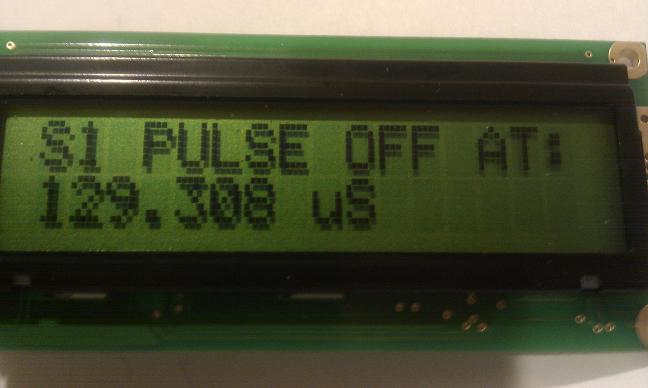 S1 PULSE OFF AT:
129.308 uS